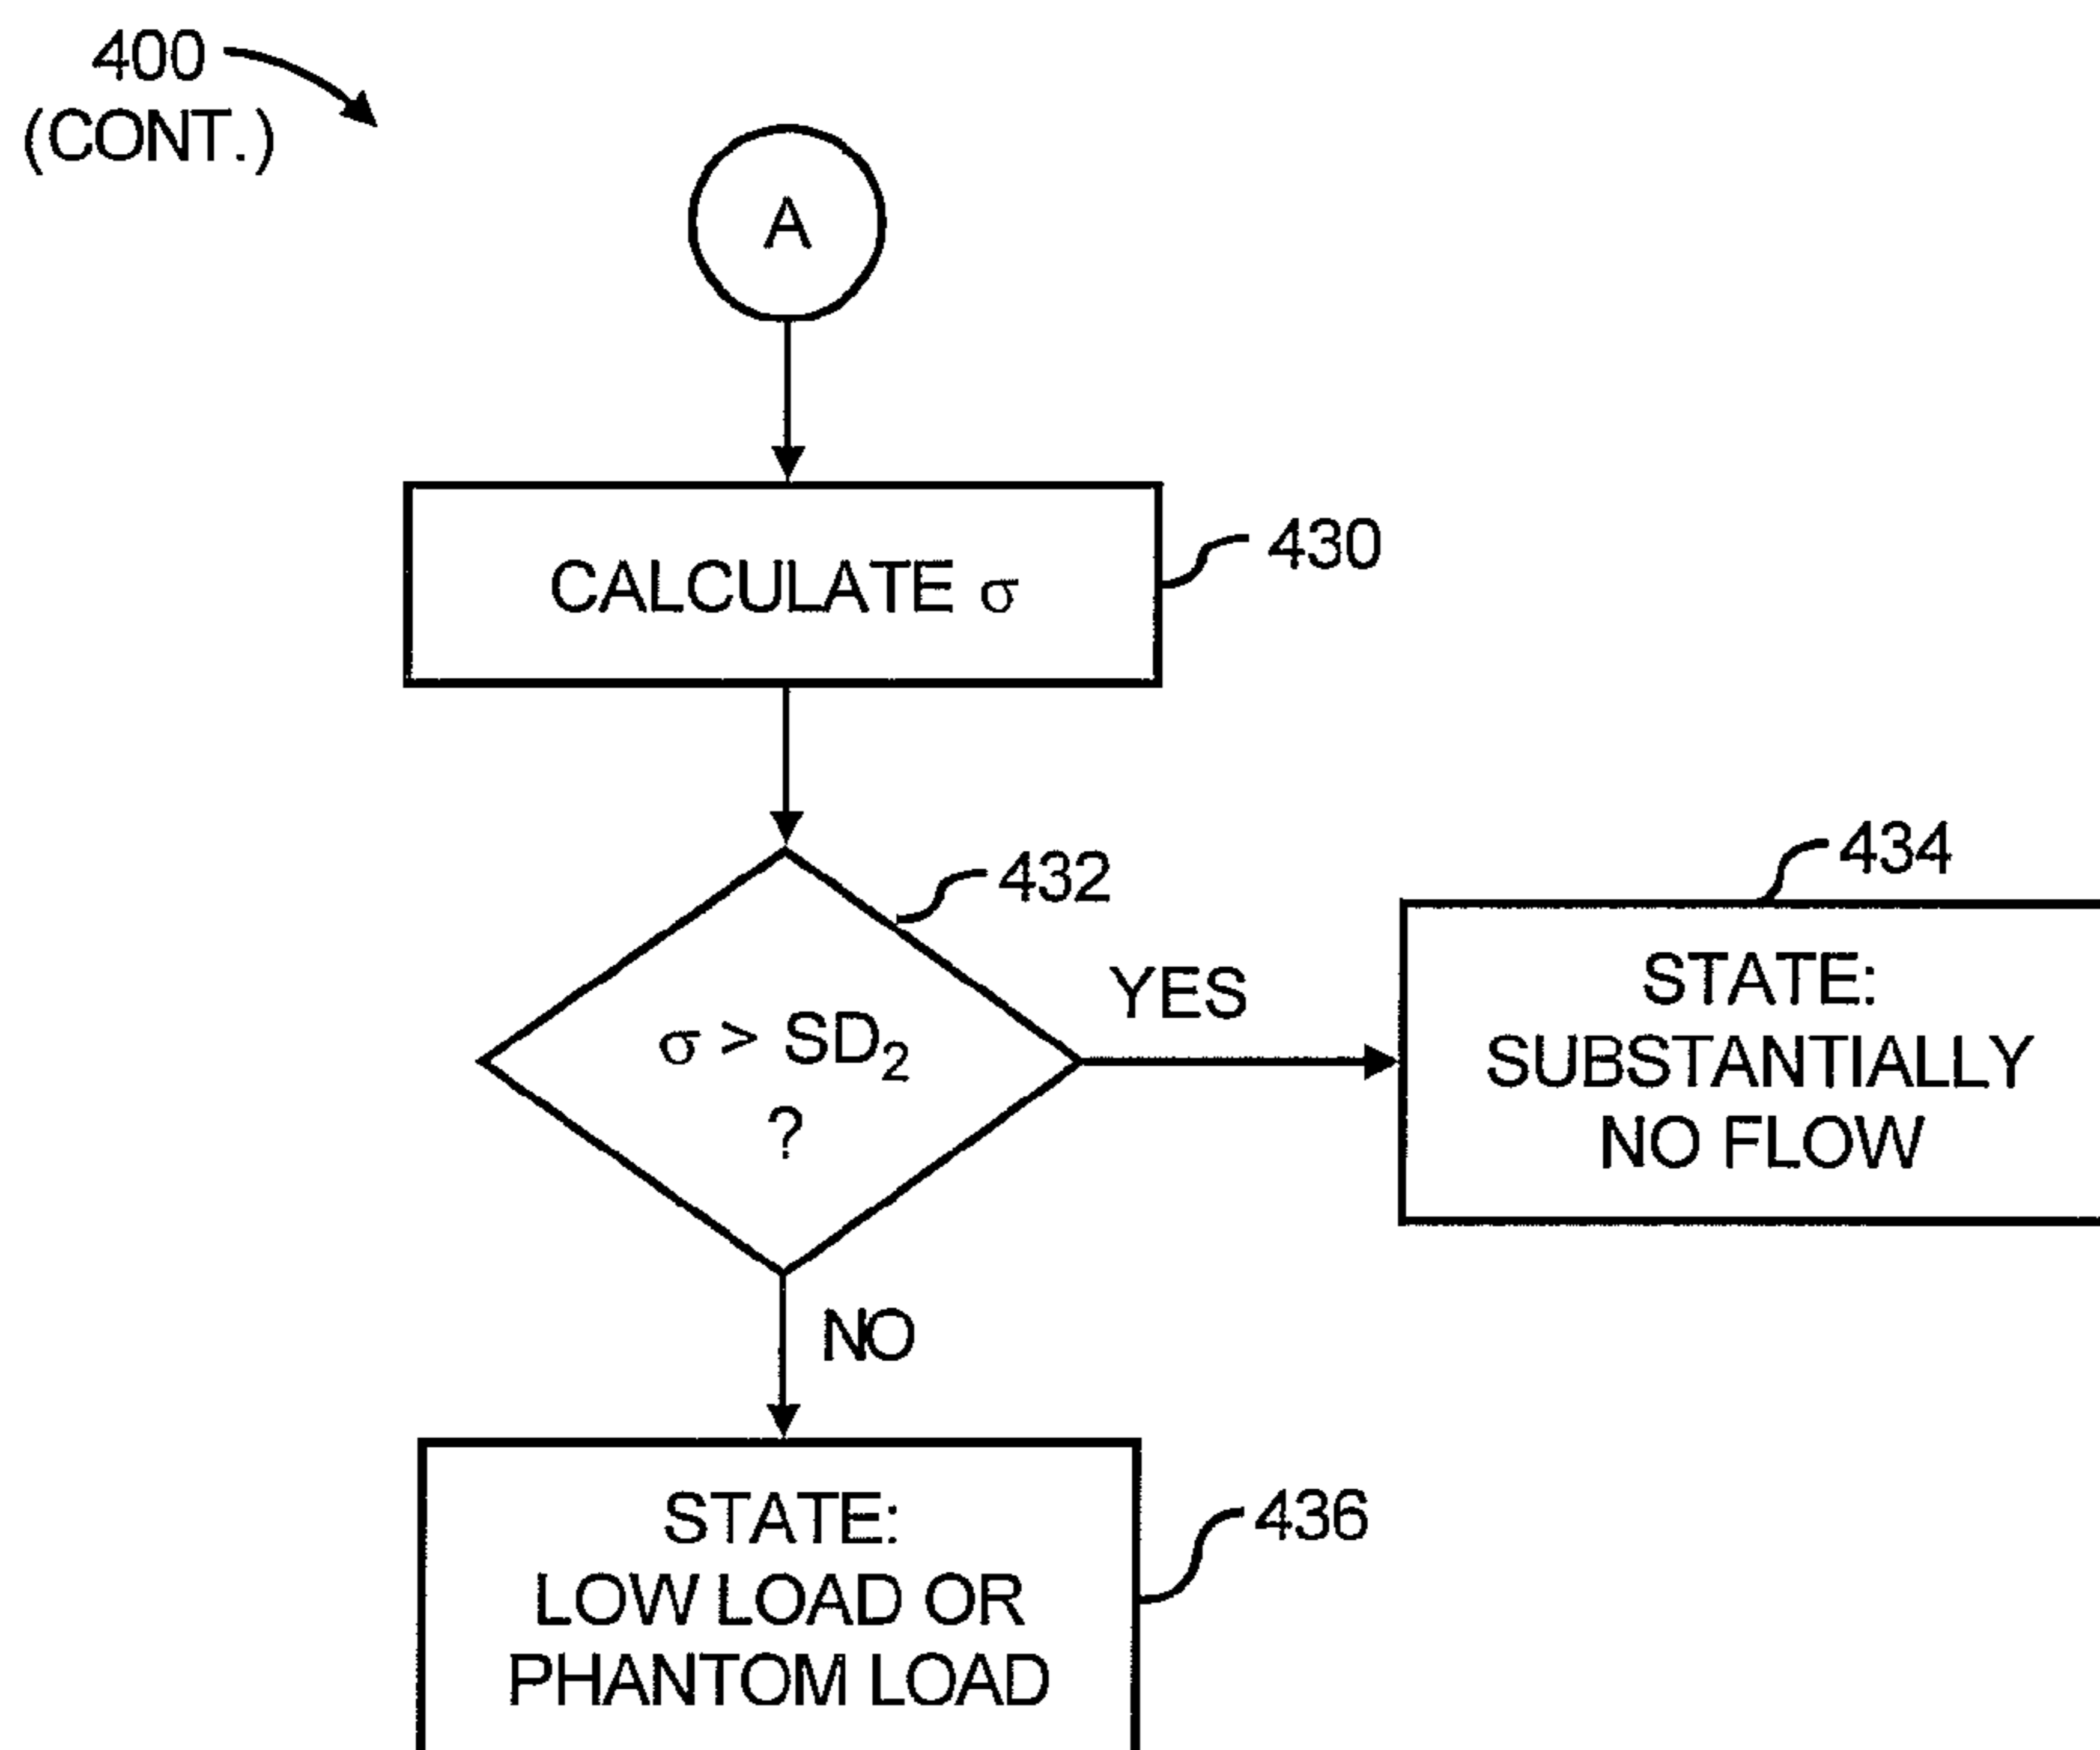 400
(CONT.)
A
CALCULATE σ
430
432
σ > SD₂
?
YES
434
STATE:
SUBSTANTIALLY
NO FLOW
NO
STATE:
LOW LOAD OR
PHANTOM LOAD
436